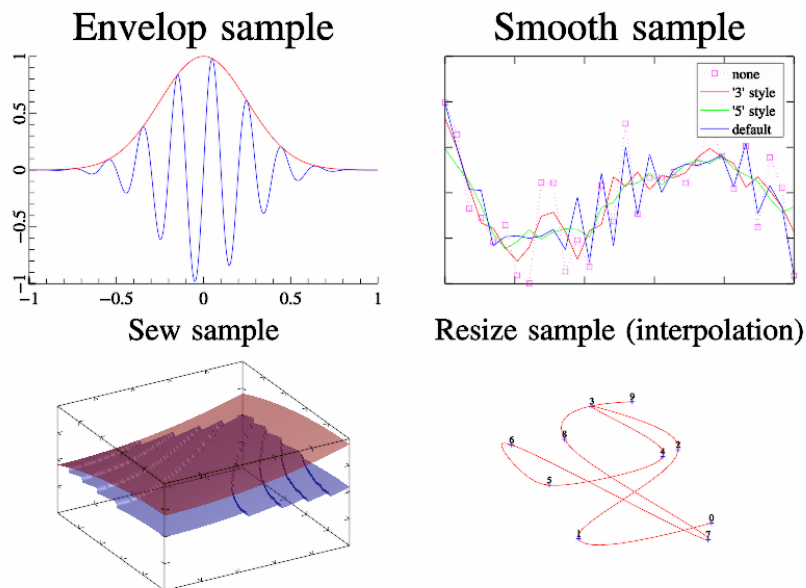 Envelop sample
1
0.5
0
−0.5
−1
−1
−0.5
0
0.5
1
Smooth sample
none
'3' style
'5' style
default
Sew sample
Resize sample (interpolation)
9
3
8
6
2
4
5
0
1
7